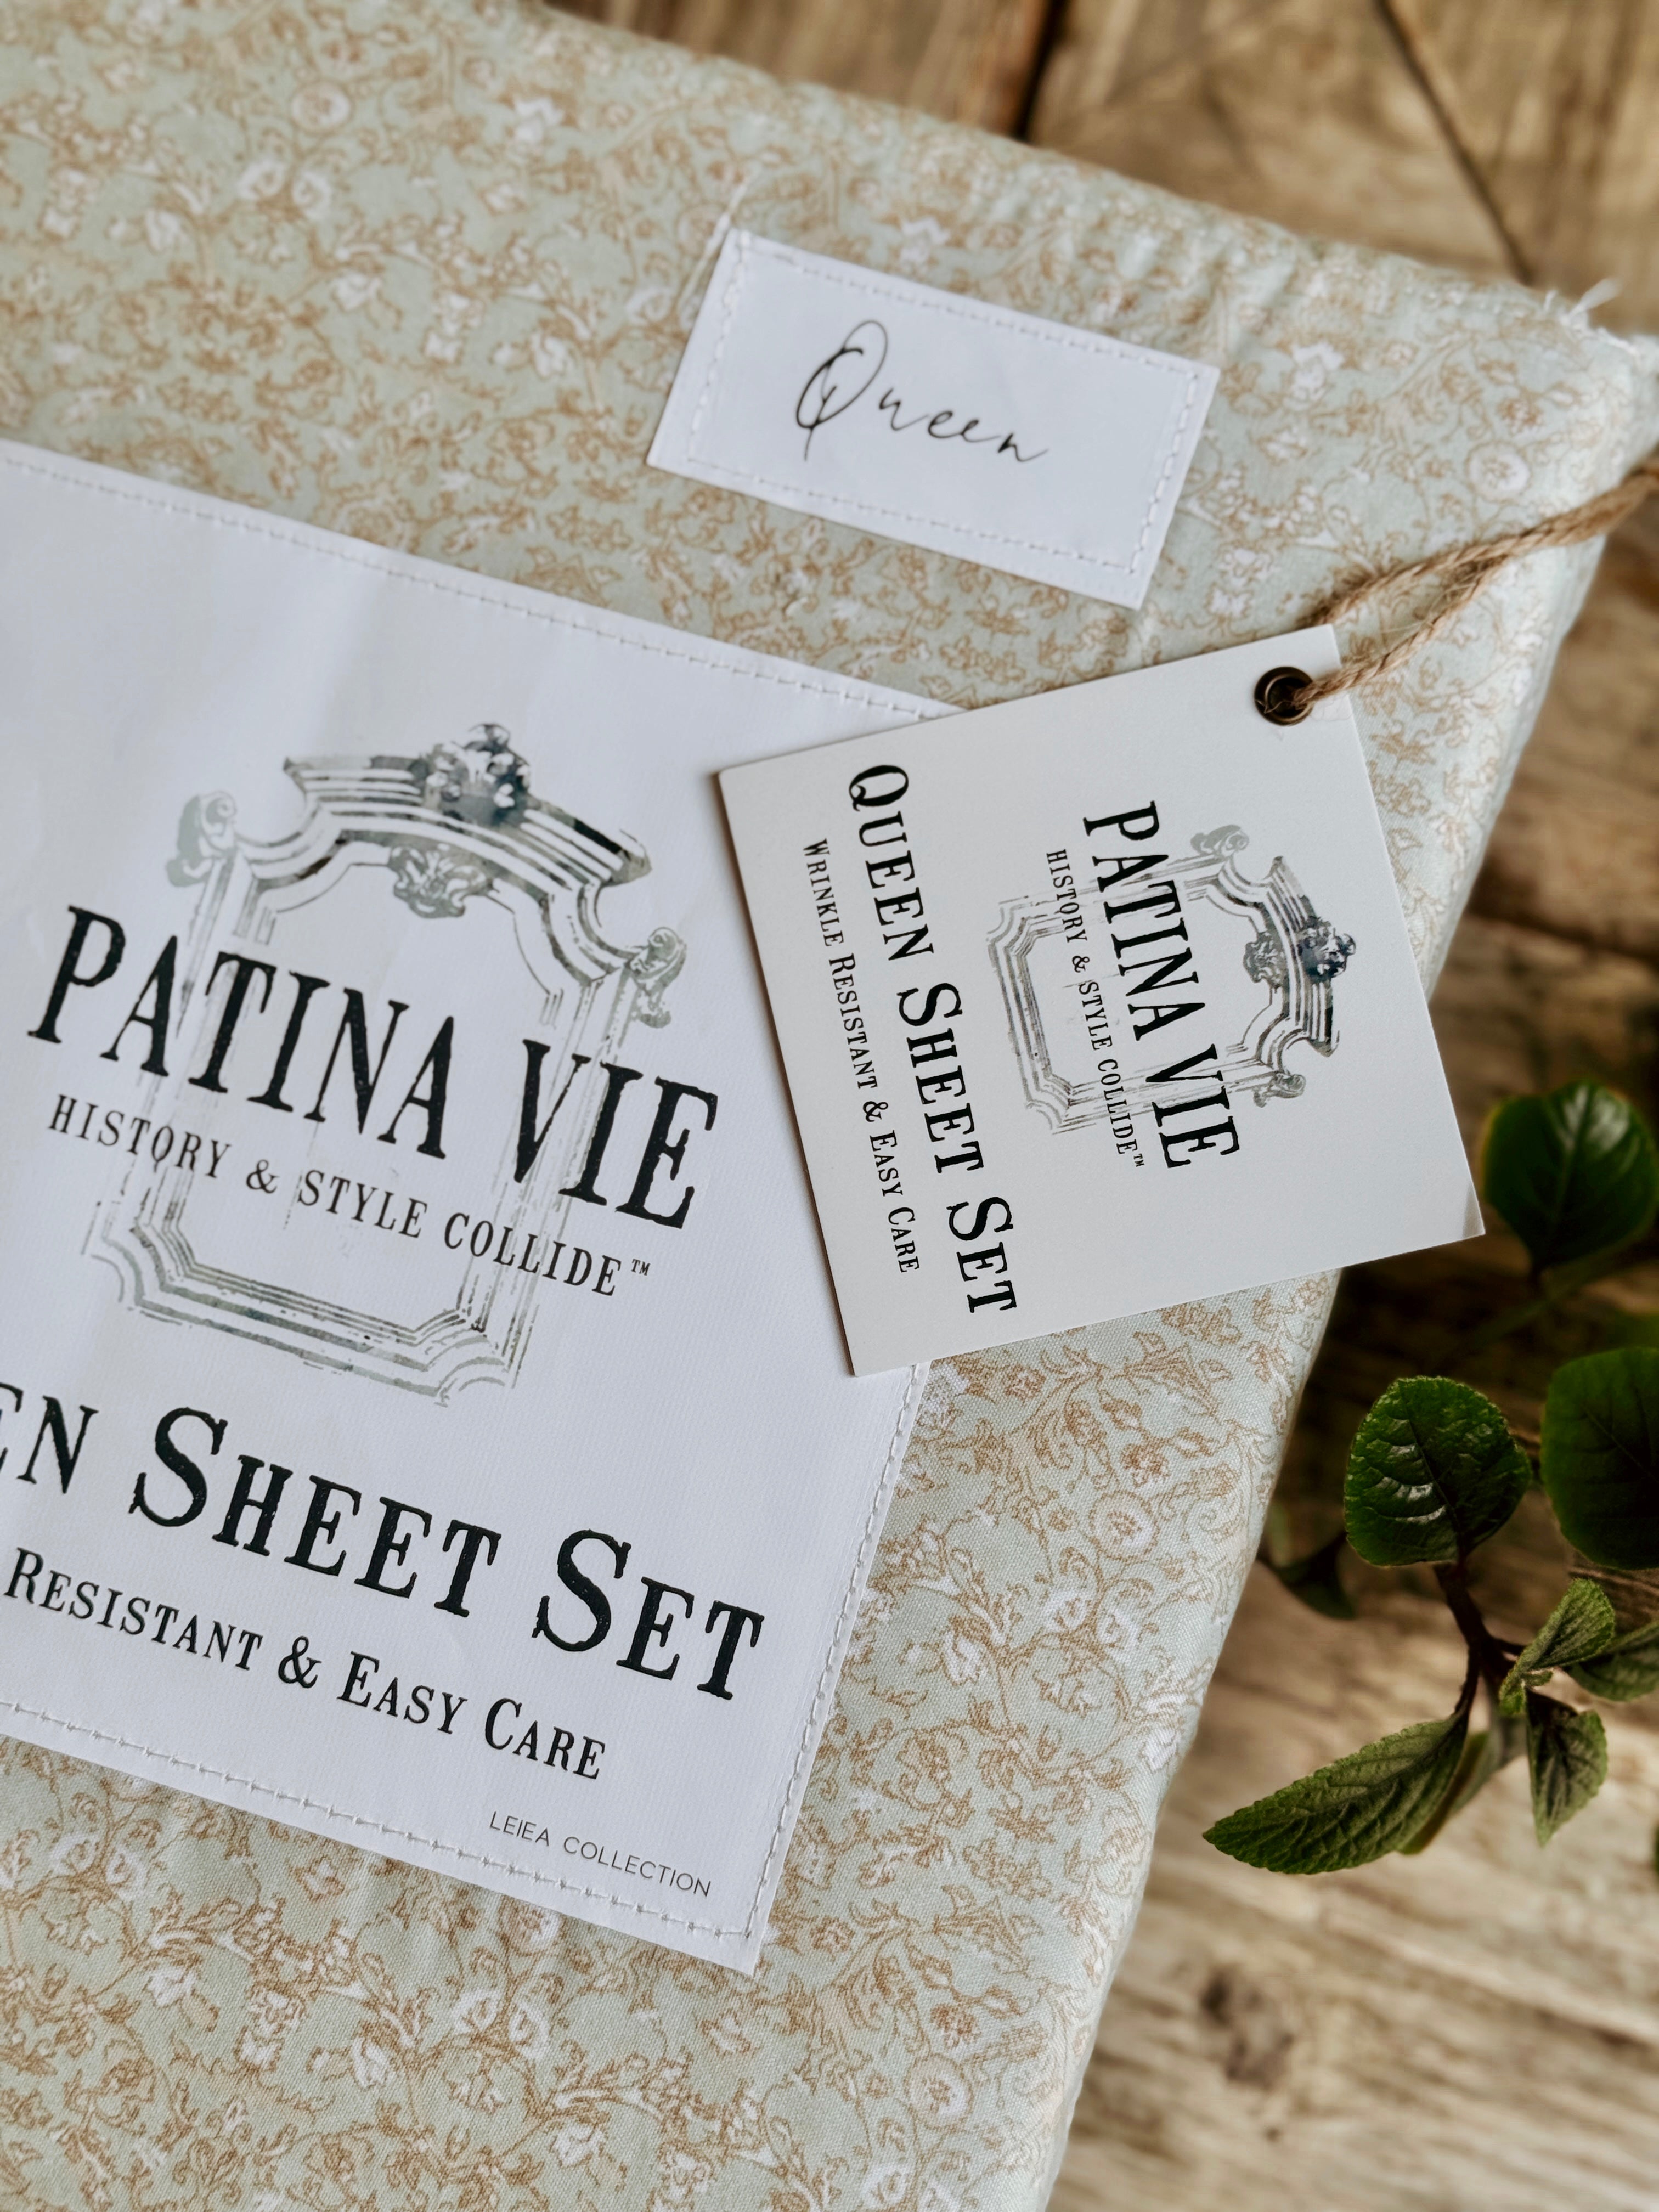 Queen
PATINA VIE
HISTORY & STYLE COLLIDE™
EN SHEET SET
RESISTANT & EASY CARE
LEIEA COLLECTION
PATINA VIE
HISTORY & STYLE COLLIDE™
QUEEN SHEET SET
WRINKLE RESISTANT & EASY CARE